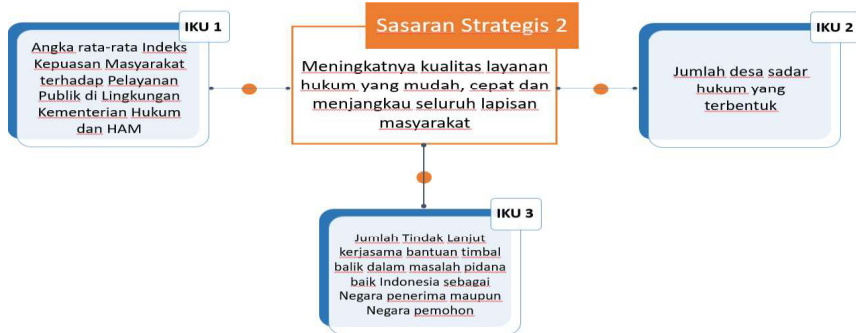 Sasaran Strategis 2
Meningkatnya kualitas layanan
hukum yang mudah, cepat dan
menjangkau seluruh lapisan
masyarakat
IKU 1
Angka rata-rata Indeks
Kepuasan Masyarakat
terhadap Pelayanan
Publik di Lingkungan
Kementerian Hukum
dan HAM
IKU 2
Jumlah desa sadar
hukum yang
terbentuk
IKU 3
Jumlah Tindak Lanjut
kerjasama bantuan timbal
balik dalam masalah pidana
baik Indonesia sebagai
Negara penerima maupun
Negara pemohon